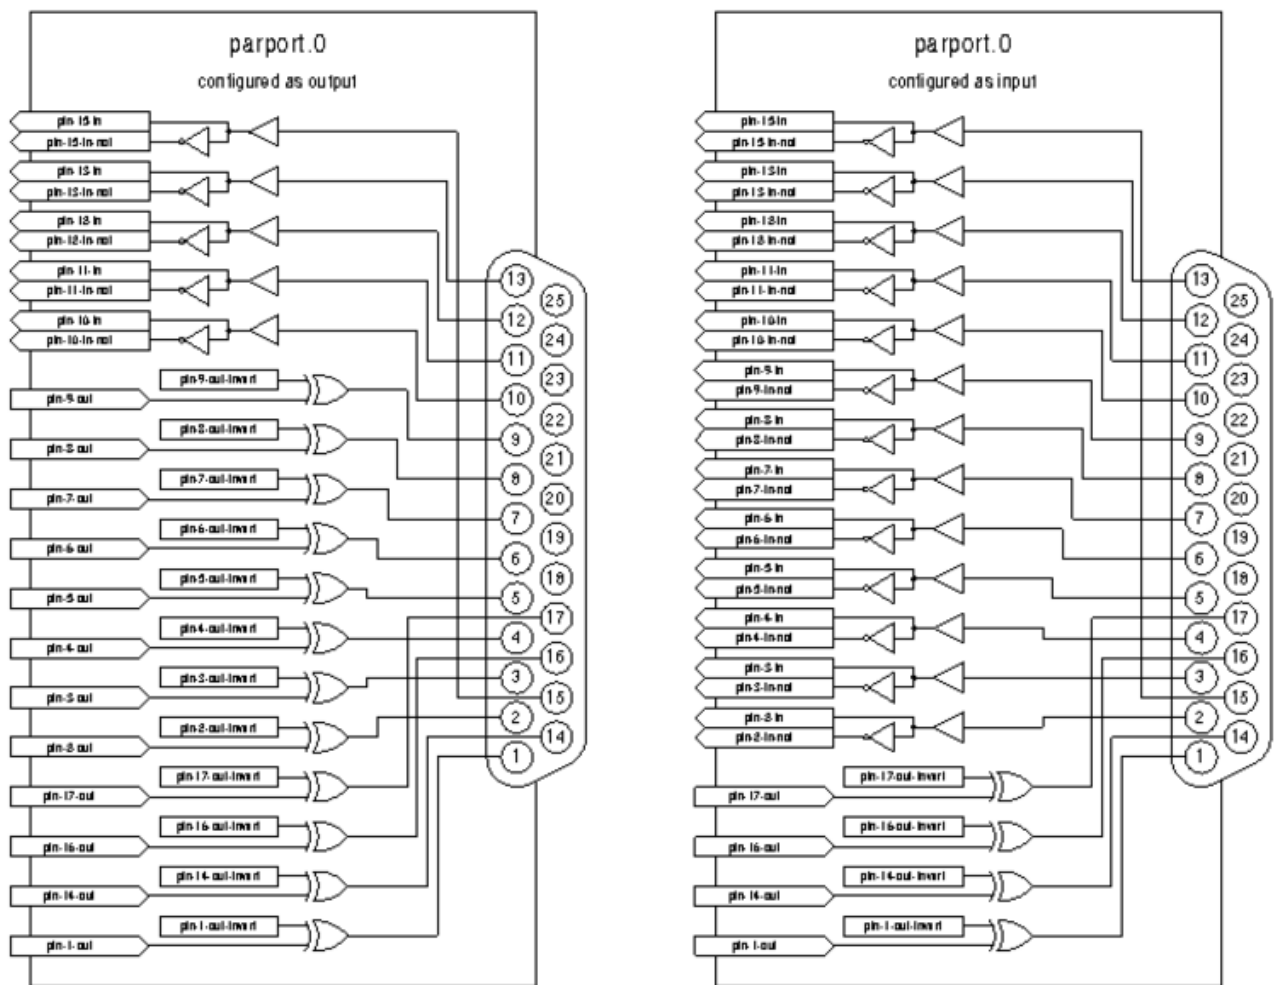 parport.0
configured as output
pin-15-in
pin-15-in-not
pin-13-in
pin-13-in-not
pin-12-in
pin-12-in-not
pin-11-in
pin-11-in-not
pin-10-in
pin-10-in-not
pin-9-out-invert
pin-9-out
pin-8-out-invert
pin-8-out
pin-7-out-invert
pin-7-out
pin-6-out-invert
pin-6-out
pin-5-out-invert
pin-5-out
pin-4-out-invert
pin-4-out
pin-3-out-invert
pin-3-out
pin-2-out-invert
pin-2-out
pin-17-out-invert
pin-17-out
pin-16-out-invert
pin-16-out
pin-14-out-invert
pin-14-out
pin-1-out-invert
pin-1-out
13
25
12
24
11
23
10
22
9
21
8
20
7
19
6
18
5
17
4
16
3
15
2
14
1
parport.0
configured as input
pin-15-in
pin-15-in-not
pin-13-in
pin-13-in-not
pin-12-in
pin-12-in-not
pin-11-in
pin-11-in-not
pin-10-in
pin-10-in-not
pin-9-in
pin-9-in-not
pin-8-in
pin-8-in-not
pin-7-in
pin-7-in-not
pin-6-in
pin-6-in-not
pin-5-in
pin-5-in-not
pin-4-in
pin-4-in-not
pin-3-in
pin-3-in-not
pin-2-in
pin-2-in-not
pin-17-out-invert
pin-17-out
pin-16-out-invert
pin-16-out
pin-14-out-invert
pin-14-out
pin-1-out-invert
pin-1-out
13
25
12
24
11
23
10
22
9
21
8
20
7
19
6
18
5
17
4
16
3
15
2
14
1